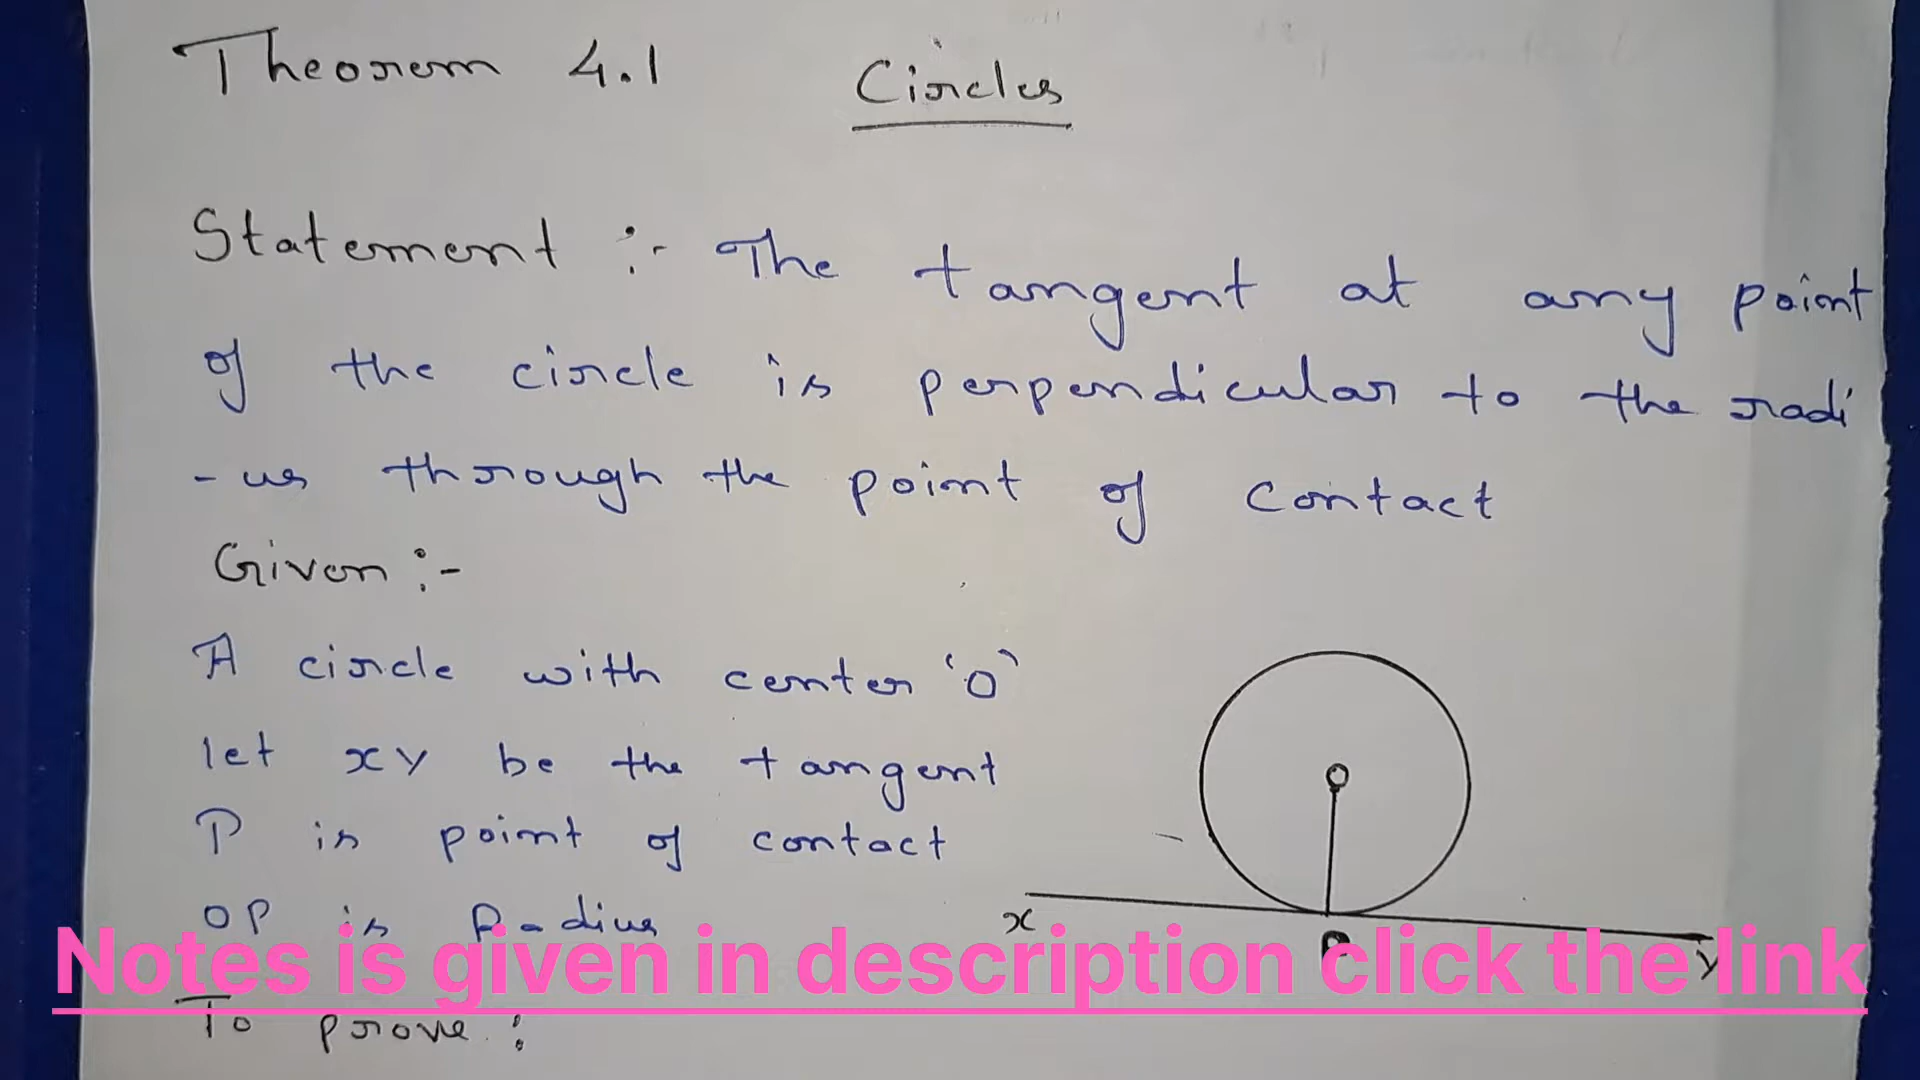 Theorem 4.1
Circles
Statement :- The tangent at any point
of the circle is perpendicular to the radi
-us through the point of contact
Given :-
A circle with center 'O'
let xy be the tangent
P is point of contact
OP is Radius
O
x
P
y
Notes is given in description click the link
To prove :